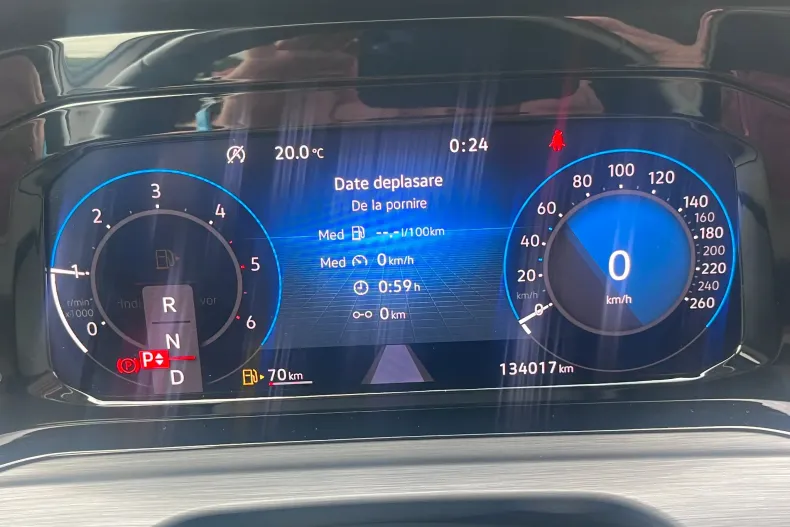 20.0 °C
0:24
Date deplasare
De la pornire
Med --.- l/100km
Med 0 km/h
0:59 h
0 km
0
1
2
3
4
5
6
r/min
x1000
R
N
D
P
P
70 km
134017 km
0
20
40
60
80
100
120
140
160
180
200
220
240
260
km/h
0
km/h